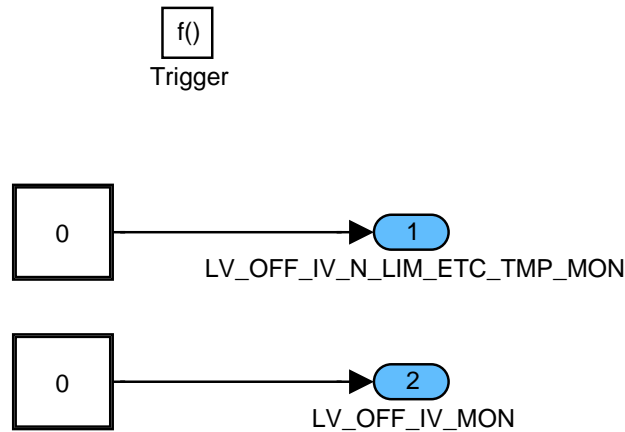 f()
Trigger
0
1
LV_OFF_IV_N_LIM_ETC_TMP_MON
0
2
LV_OFF_IV_MON